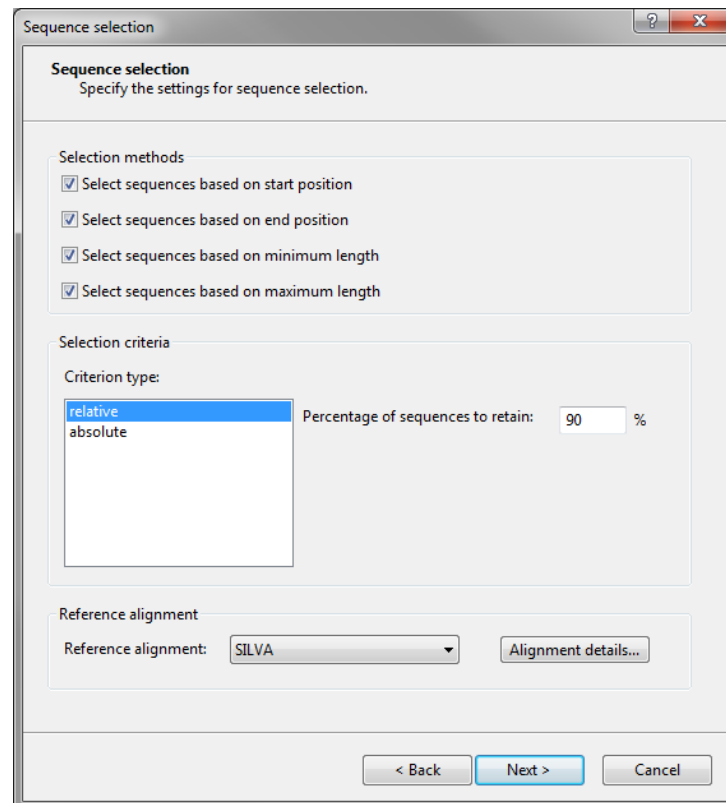 Sequence selection
?
Sequence selection
Specify the settings for sequence selection.
Selection methods
Select sequences based on start position
Select sequences based on end position
Select sequences based on minimum length
Select sequences based on maximum length
Selection criteria
Criterion type:
relative
absolute
Percentage of sequences to retain: 90 %
Reference alignment
Reference alignment: SILVA Alignment details...
< Back Next > Cancel